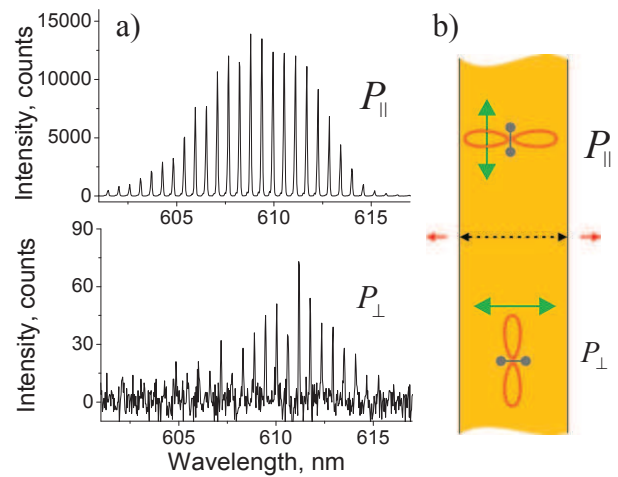 a)
b)
Intensity, counts
15000
10000
5000
0
P||
605 610 615
Intensity, counts
90
60
30
0
P⊥
605 610 615
Wavelength, nm
P||
P⊥